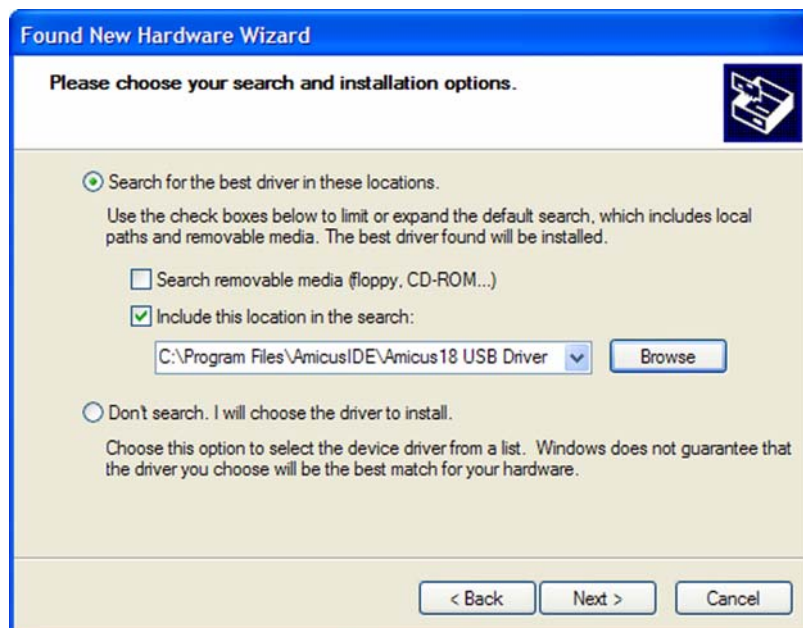 Found New Hardware Wizard
Please choose your search and installation options.
Search for the best driver in these locations.
Use the check boxes below to limit or expand the default search, which includes local
paths and removable media. The best driver found will be installed.
Search removable media (floppy, CD-ROM...)
Include this location in the search:
C:\Program Files\AmicusIDE\Amicus18 USB Driver
Browse
Don't search. I will choose the driver to install.
Choose this option to select the device driver from a list.  Windows does not guarantee that
the driver you choose will be the best match for your hardware.
< Back
Next >
Cancel